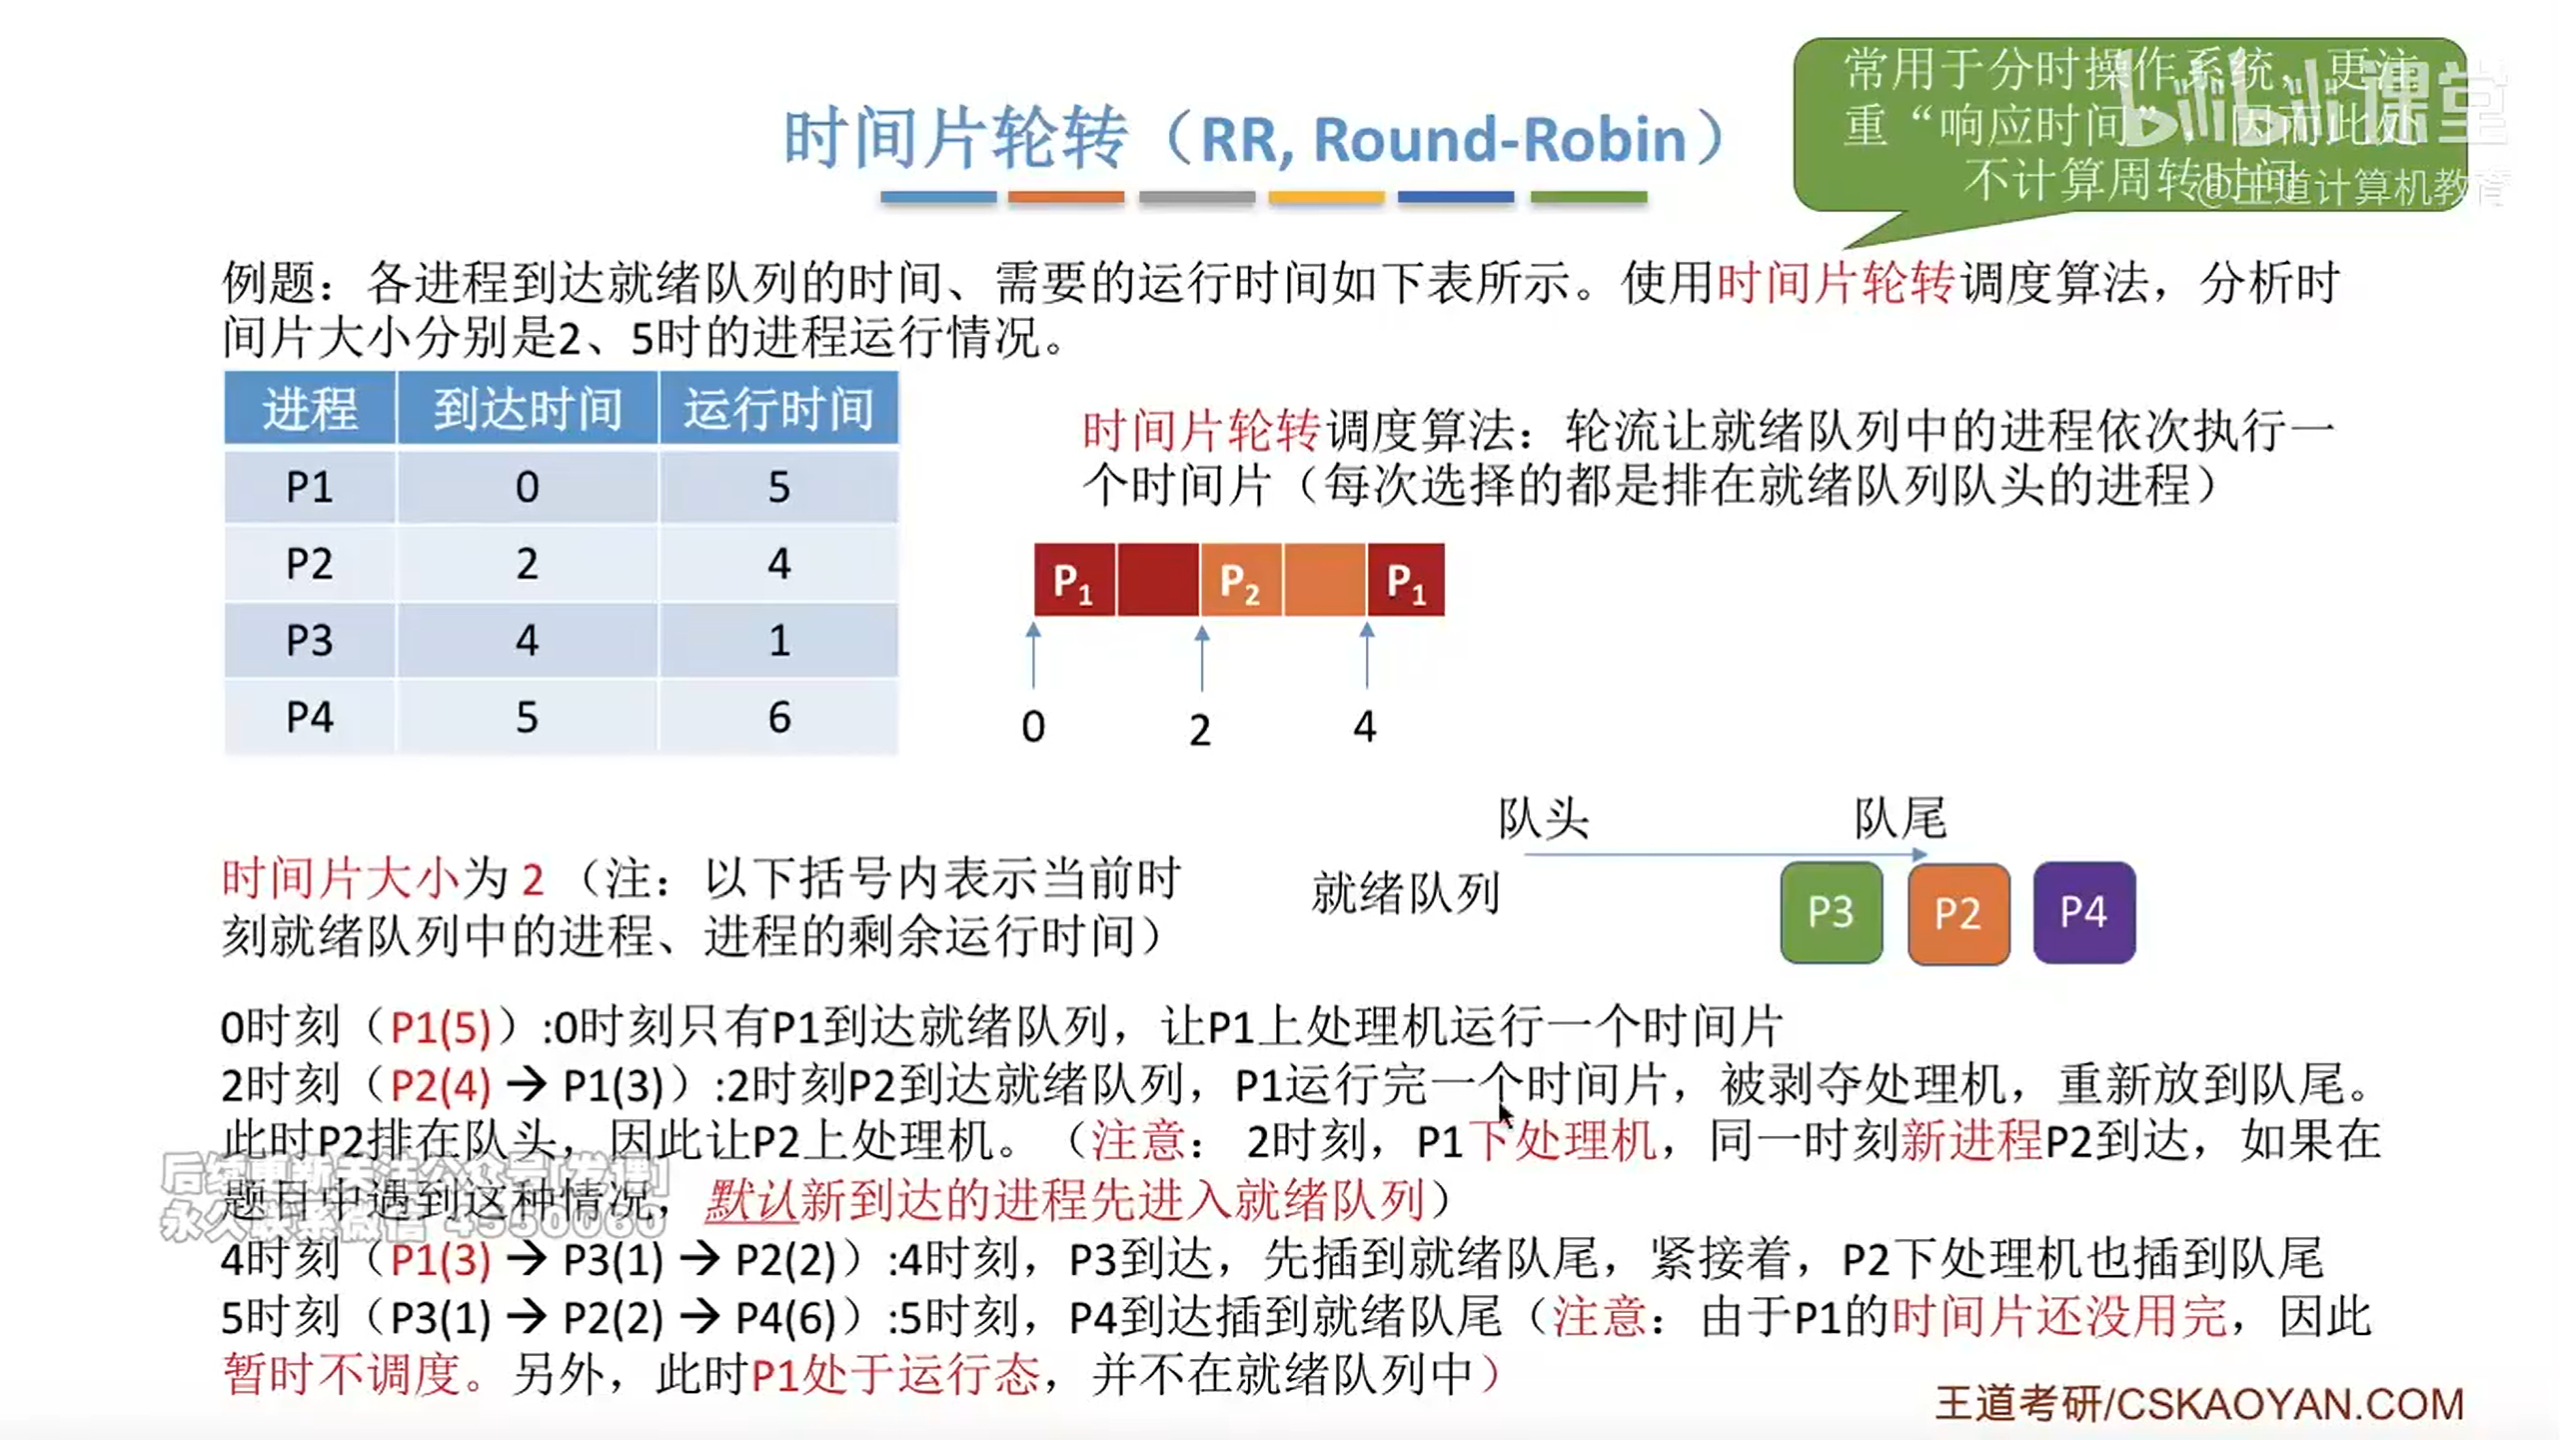 常用于分时操作系统，更注
重“响应时间”，因而此处
不计算周转时间
bilibili课堂
@王道计算机教育
时间片轮转（RR, Round-Robin）
例题：各进程到达就绪队列的时间、需要的运行时间如下表所示。使用时间片轮转调度算法，分析时
间片大小分别是2、5时的进程运行情况。
进程 到达时间 运行时间
P1 0 5
P2 2 4
P3 4 1
P4 5 6
时间片轮转调度算法：轮流让就绪队列中的进程依次执行一
个时间片（每次选择的都是排在就绪队列队头的进程）
P1 P2 P1
0 2 4
队头 队尾
就绪队列 P3 P2 P4
时间片大小为 2（注：以下括号内表示当前时
刻就绪队列中的进程、进程的剩余运行时间）
0时刻（P1(5)）:0时刻只有P1到达就绪队列，让P1上处理机运行一个时间片
2时刻（P2(4) → P1(3)）:2时刻P2到达就绪队列，P1运行完一个时间片，被剥夺处理机，重新放到队尾。
此时P2排在队头，因此让P2上处理机。（注意： 2时刻，P1下处理机，同一时刻新进程P2到达，如果在
题目中遇到这种情况，默认新到达的进程先进入就绪队列）
4时刻（P1(3) → P3(1) → P2(2)）:4时刻，P3到达，先插到就绪队尾，紧接着，P2下处理机也插到队尾
5时刻（P3(1) → P2(2) → P4(6)）:5时刻，P4到达插到就绪队尾（注意：由于P1的时间片还没用完，因此
暂时不调度。另外，此时P1处于运行态，并不在就绪队列中）
后续更新关注公众号[发课]
永久联系微信 4550060
王道考研/CSKAOYAN.COM